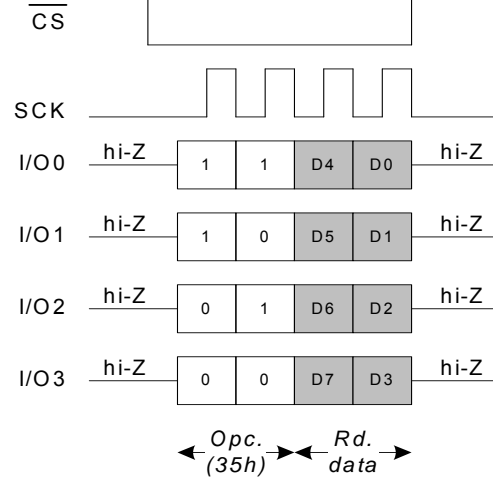 CS
SCK
I/O0 hi-Z 1 1 D4 D0 hi-Z
I/O1 hi-Z 1 0 D5 D1 hi-Z
I/O2 hi-Z 0 1 D6 D2 hi-Z
I/O3 hi-Z 0 0 D7 D3 hi-Z
Opc. Rd.
(35h) data